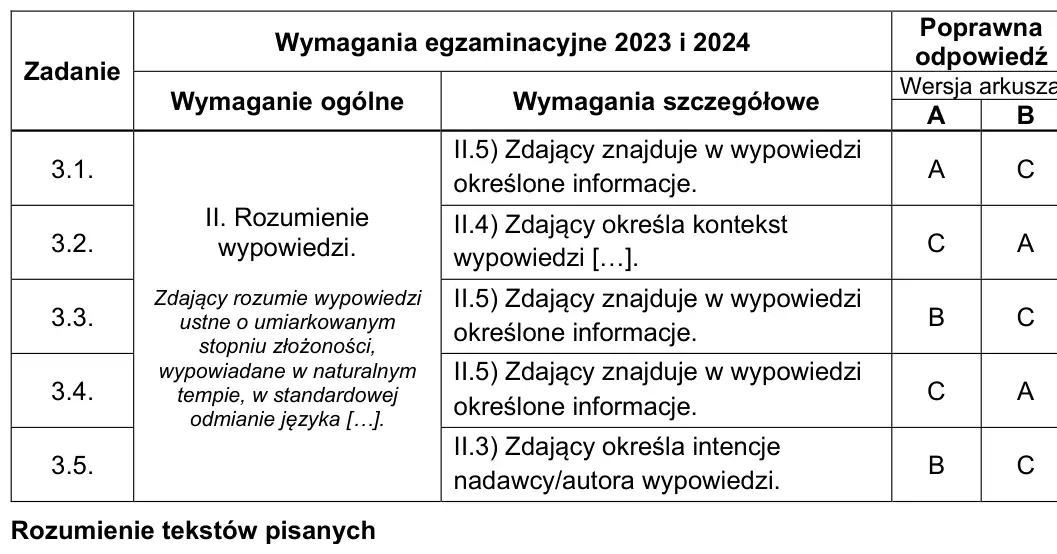 Zadanie
Wymagania egzaminacyjne 2023 i 2024
Poprawna
odpowiedź
Wymaganie ogólne
Wymagania szczegółowe
Wersja arkusza
A
B
3.1.
II. Rozumienie
wypowiedzi.
Zdający rozumie wypowiedzi
ustne o umiarkowanym
stopniu złożoności,
wypowiadane w naturalnym
tempie, w standardowej
odmianie języka […].
II.5) Zdający znajduje w wypowiedzi
określone informacje.
A
C
3.2.
II.4) Zdający określa kontekst
wypowiedzi […].
C
A
3.3.
II.5) Zdający znajduje w wypowiedzi
określone informacje.
B
C
3.4.
II.5) Zdający znajduje w wypowiedzi
określone informacje.
C
A
3.5.
II.3) Zdający określa intencje
nadawcy/autora wypowiedzi.
B
C
Rozumienie tekstów pisanych